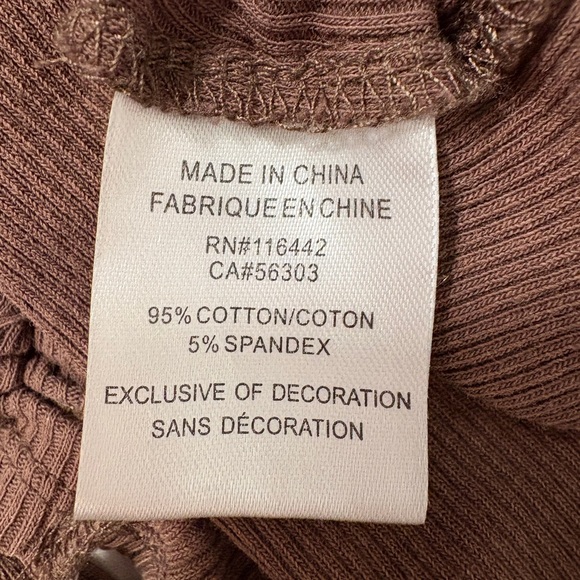 MADE IN CHINA
FABRIQUE EN CHINE
RN#116442
CA#56303
95% COTTON/COTON
5% SPANDEX
EXCLUSIVE OF DECORATION
SANS DÉCORATION